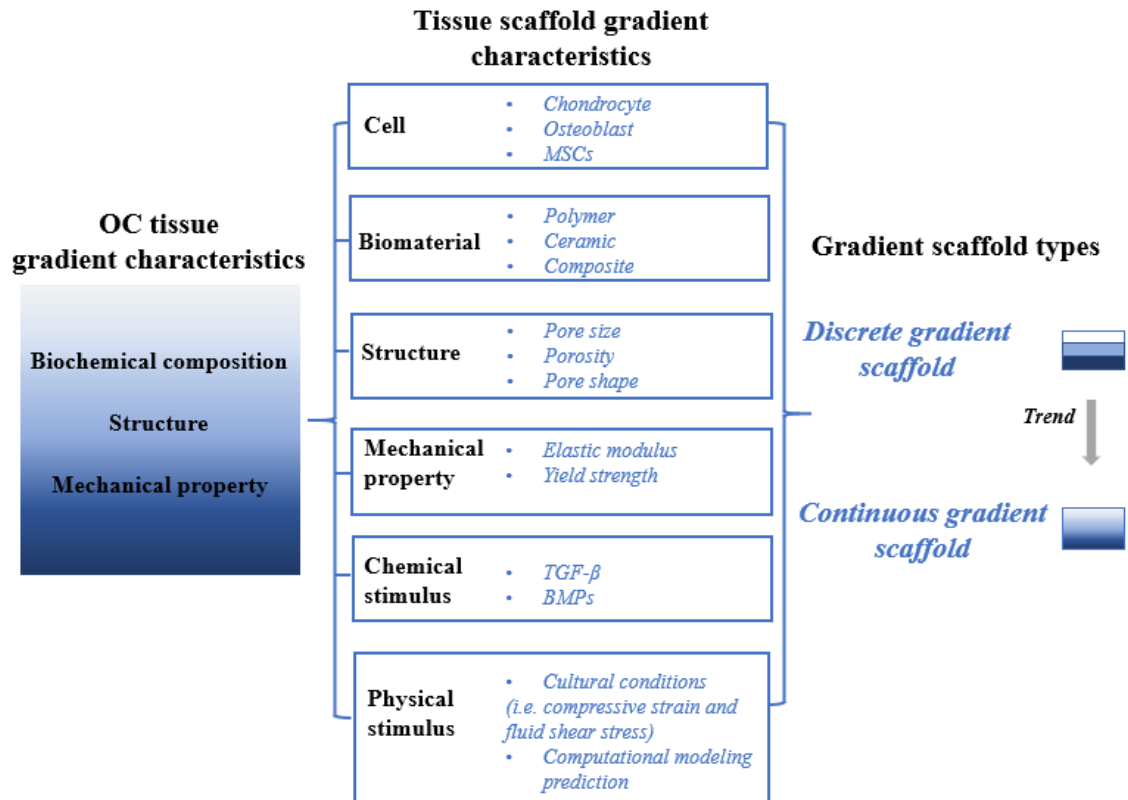 Tissue scaffold gradient
characteristics
OC tissue
gradient characteristics
Biochemical composition
Structure
Mechanical property
Cell
• Chondrocyte
• Osteoblast
• MSCs
Biomaterial
• Polymer
• Ceramic
• Composite
Structure
• Pore size
• Porosity
• Pore shape
Mechanical
property
• Elastic modulus
• Yield strength
Chemical
stimulus
• TGF-β
• BMPs
Physical
stimulus
• Cultural conditions
(i.e. compressive strain and
fluid shear stress)
• Computational modeling
prediction
Gradient scaffold types
Discrete gradient
scaffold
Trend
Continuous gradient
scaffold